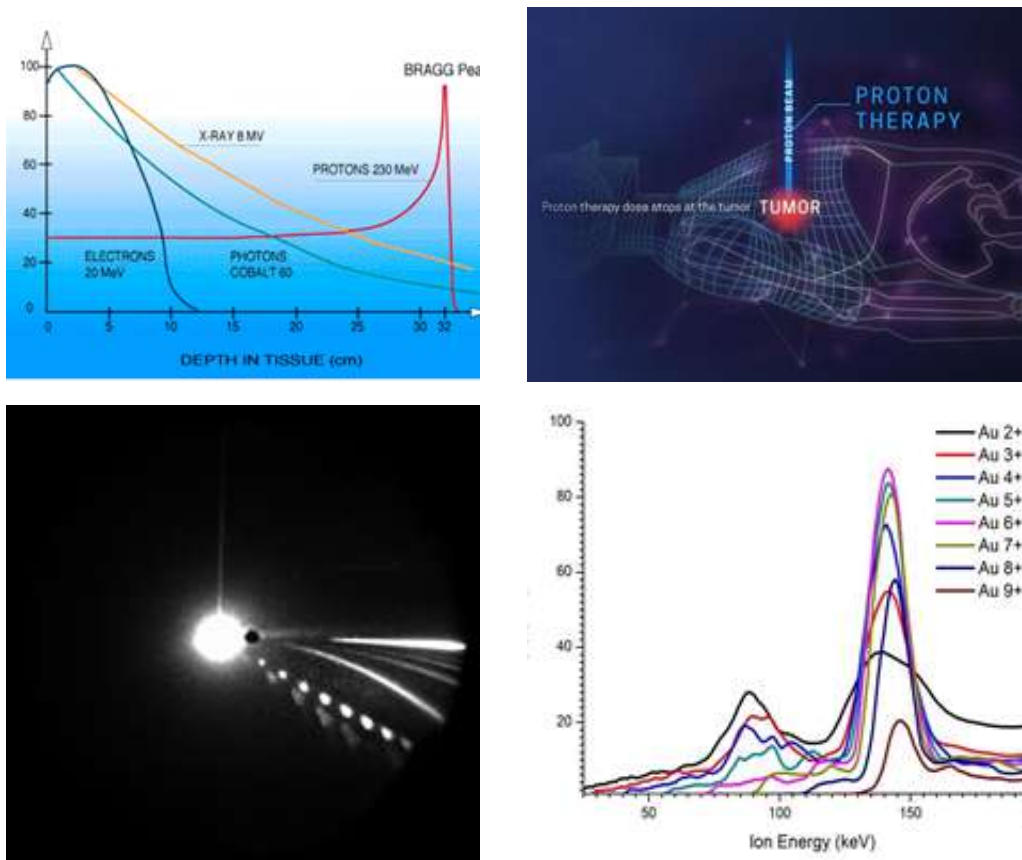 100
80
60
40
20
0
BRAGG Pea
X-RAY 8 MV
PROTONS 230 MeV
ELECTRONS
20 MeV
PHOTONS
COBALT 60
0 5 10 15 20 25 30 32
DEPTH IN TISSUE (cm)
PROTON BEAM
PROTON
THERAPY
Proton therapy dose stops at the tumor.
TUMOR
100
80
60
40
20
Au 2+
Au 3+
Au 4+
Au 5+
Au 6+
Au 7+
Au 8+
Au 9+
50 100 150
Ion Energy (keV)